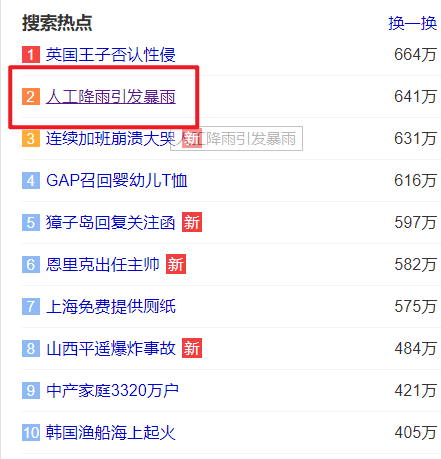 搜索热点 换一换
1 英国王子否认性侵 664万
2 人工降雨引发暴雨 641万
3 连续加班崩溃大哭 新 631万
人工降雨引发暴雨
4 GAP召回婴幼儿T恤 616万
5 獐子岛回复关注函 新 597万
6 恩里克出任主帅 新 582万
7 上海免费提供厕纸 575万
8 山西平遥爆炸事故 新 484万
9 中产家庭3320万户 421万
10 韩国渔船海上起火 405万